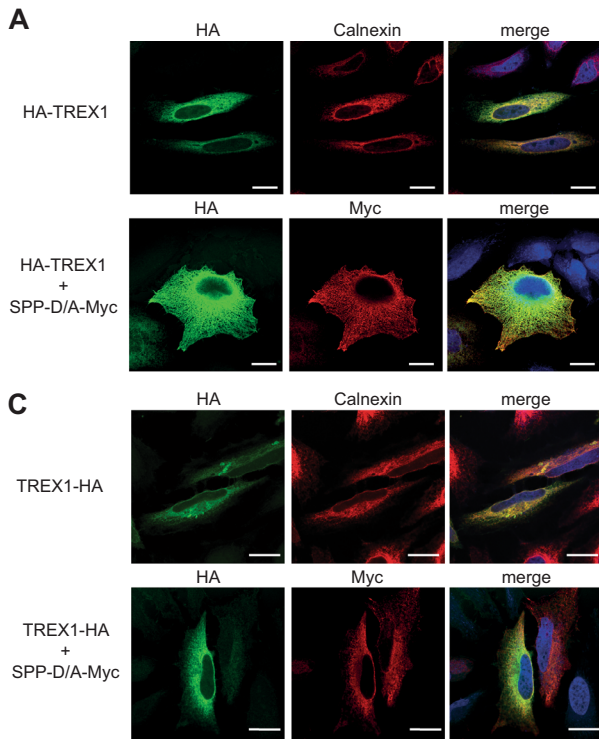 A
HA Calnexin merge
HA-TREX1
HA Myc merge
HA-TREX1
+
SPP-D/A-Myc
C
HA Calnexin merge
TREX1-HA
HA Myc merge
TREX1-HA
+
SPP-D/A-Myc